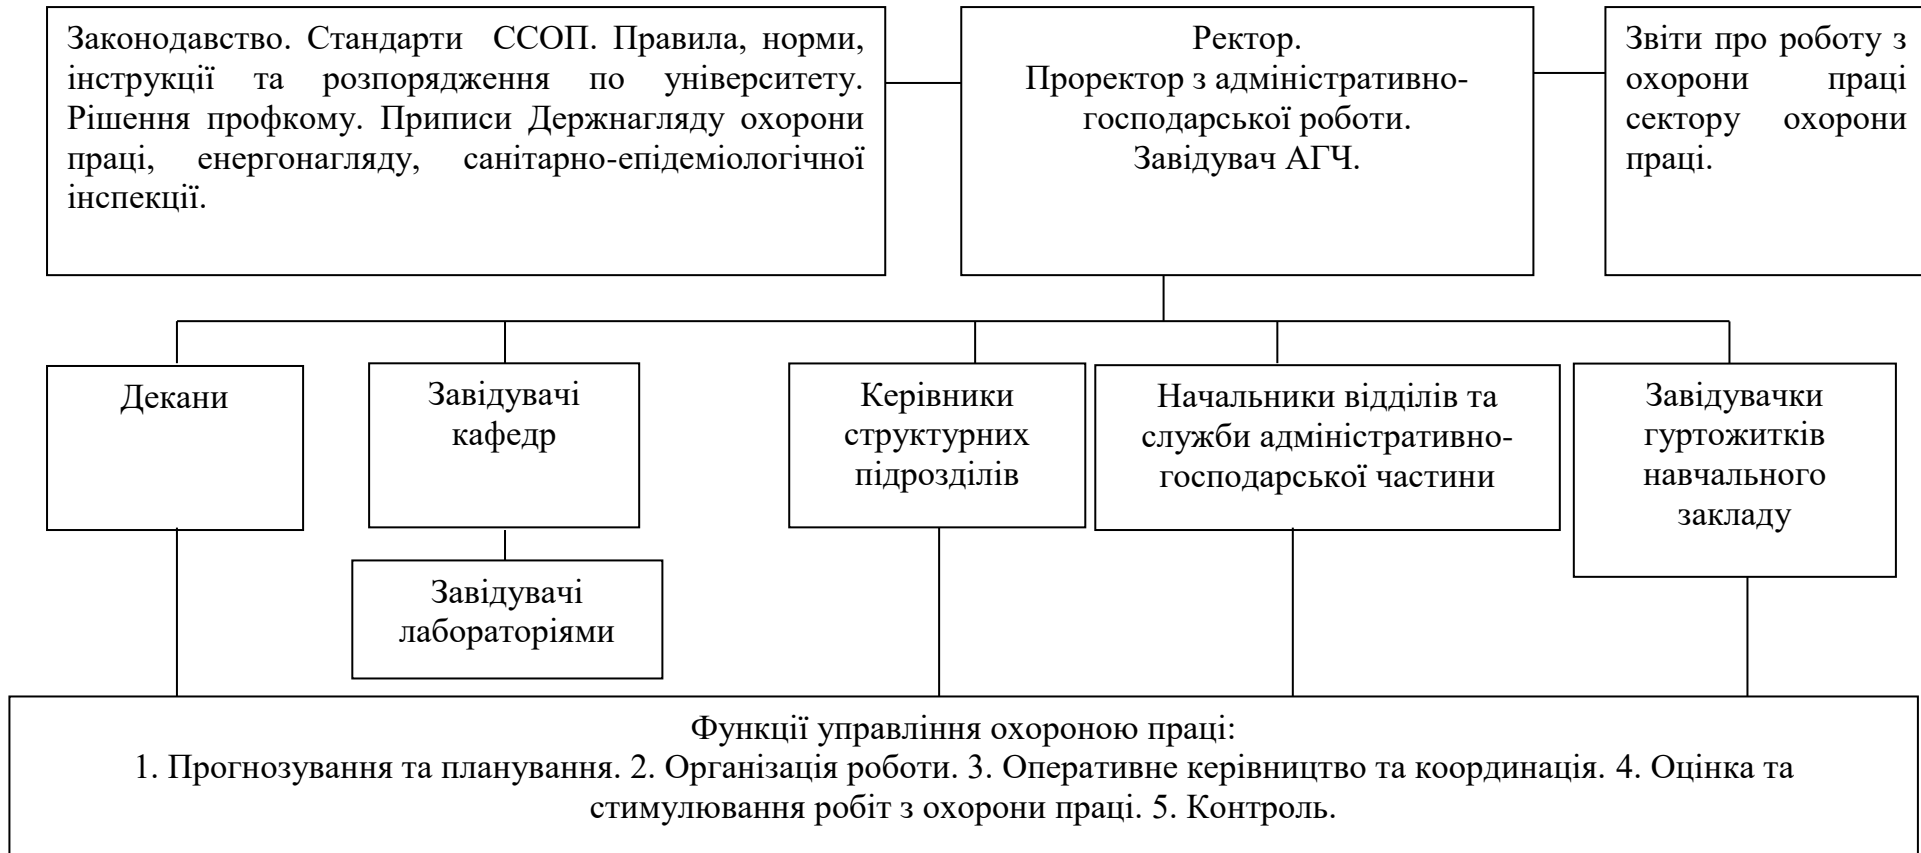 Законодавство. Стандарти ССОП. Правила, норми,
інструкції та розпорядження по університету.
Рішення профкому. Приписи Держнагляду охорони
праці, енергонагляду, санітарно-епідеміологічної
інспекції.
Ректор.
Проректор з адміністративно-
господарської роботи.
Завідувач АГЧ.
Звіти про роботу з
охорони праці
сектору охорони
праці.
Декани
Завідувачі
кафедр
Керівники
структурних
підрозділів
Начальники відділів та
служби адміністративно-
господарської частини
Завідувачки
гуртожитків
навчального
закладу
Завідувачі
лабораторіями
Функції управління охороною праці:
1. Прогнозування та планування. 2. Організація роботи. 3. Оперативне керівництво та координація. 4. Оцінка та
стимулювання робіт з охорони праці. 5. Контроль.